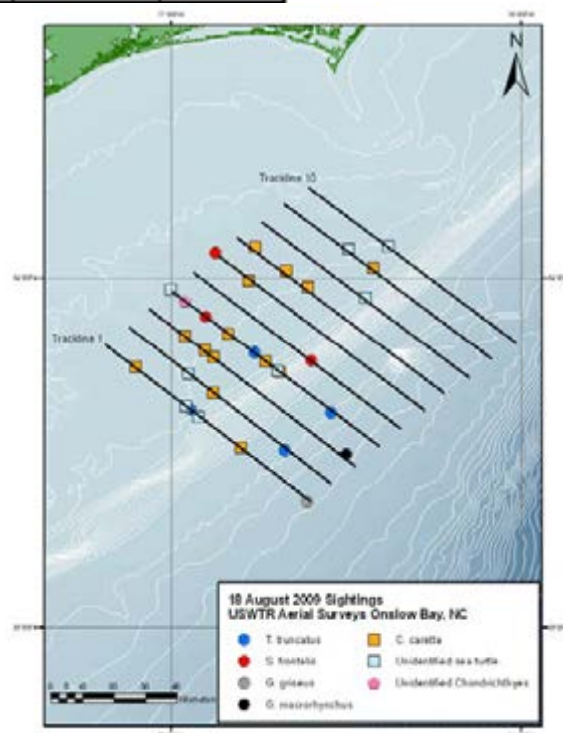 N
Trackline 10
Trackline 1
18 August 2009 Sightings
USWTR Aerial Surveys Onslow Bay, NC
T. truncatus
C. caretta
S. frontalis
Unidentified sea turtle
G. griseus
Unidentified Chondrichthyes
G. macrorhynchus